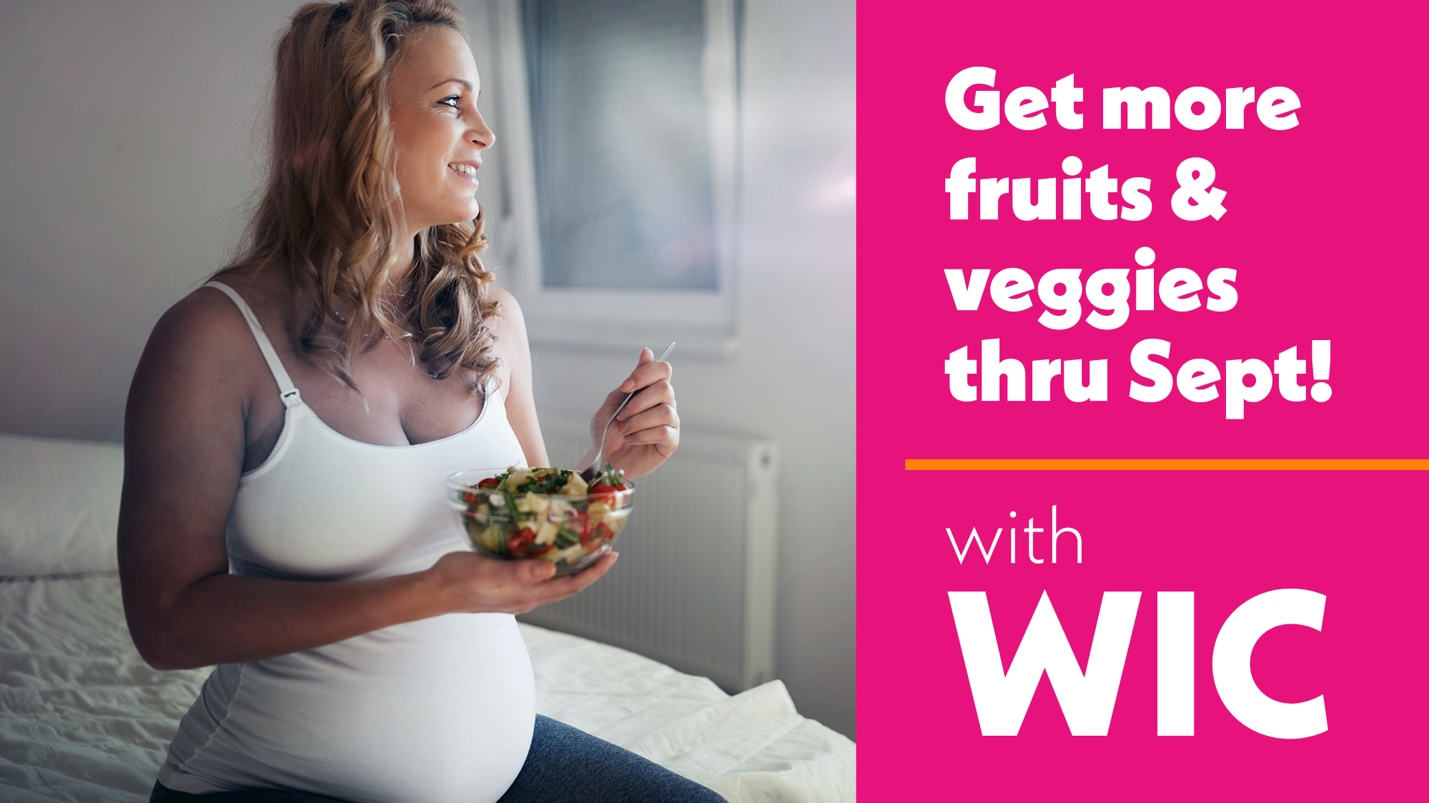 Get more
fruits &
veggies
thru Sept!
with
WIC